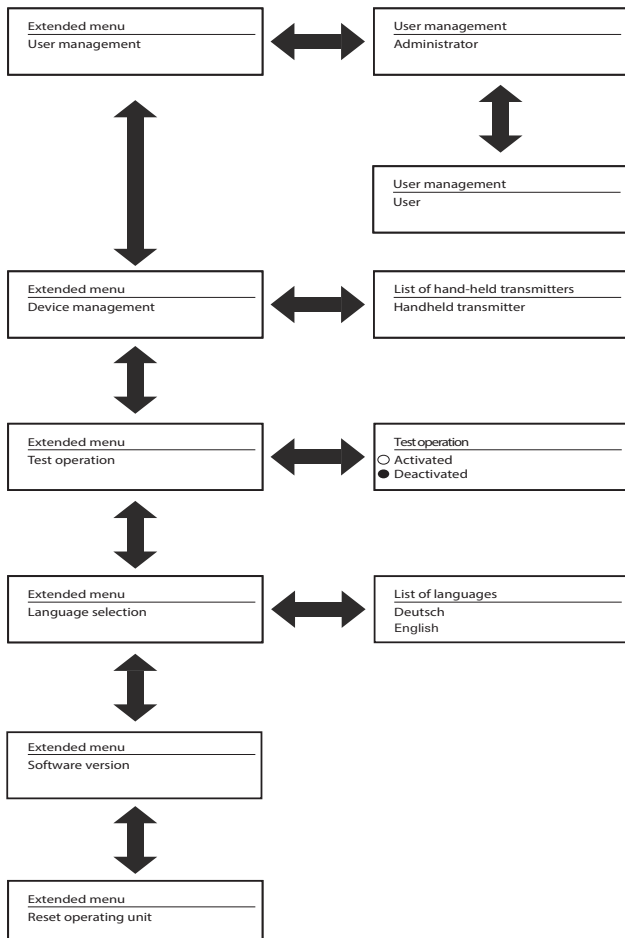 Extended menu
User management
User management
Administrator
User management
User
Extended menu
Device management
List of hand-held transmitters
Handheld transmitter
Extended menu
Test operation
Test operation
Activated
Deactivated
Extended menu
Language selection
List of languages
Deutsch
English
Extended menu
Software version
Extended menu
Reset operating unit